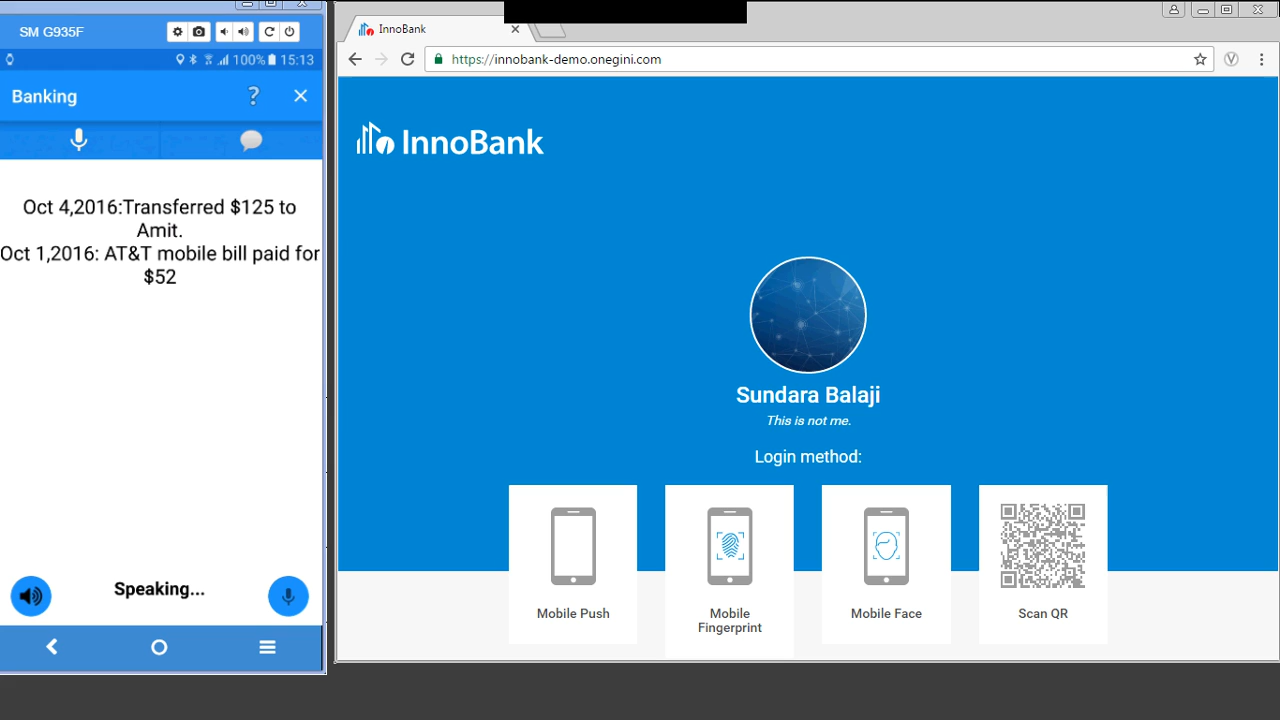 SM G935F
100% 15:13
Banking
?
Oct 4,2016:Transferred $125 to
Amit.
Oct 1,2016: AT&T mobile bill paid for
$52
Speaking...
InnoBank
https://innobank-demo.onegini.com
V
InnoBank
Sundara Balaji
This is not me.
Login method:
Mobile Push
Mobile
Fingerprint
Mobile Face
Scan QR